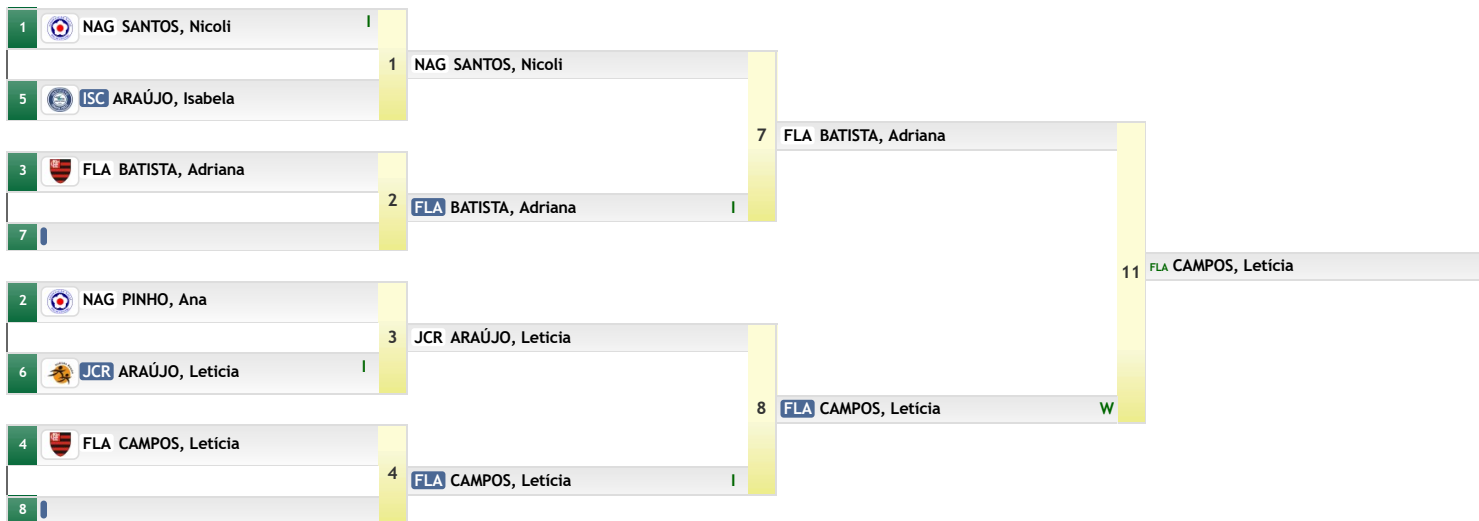 1 NAG SANTOS, Nicoli I
5 ISC ARAÚJO, Isabela
1
NAG SANTOS, Nicoli
3 FLA BATISTA, Adriana
7
2
FLA BATISTA, Adriana I
7
FLA BATISTA, Adriana
2 NAG PINHO, Ana
6 JCR ARAÚJO, Leticia I
3
JCR ARAÚJO, Leticia
4 FLA CAMPOS, Letícia
8
4
FLA CAMPOS, Letícia I
8
FLA CAMPOS, Letícia W
11
FLA CAMPOS, Letícia